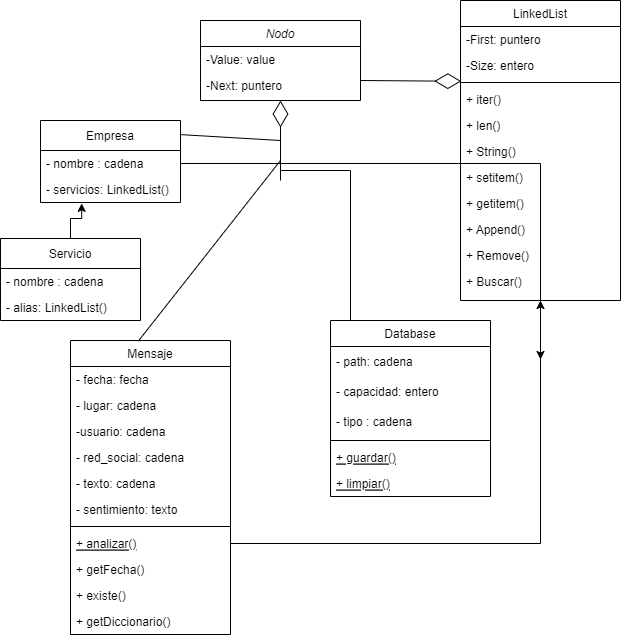 Nodo
-Value: value
-Next: puntero
LinkedList
-First: puntero
-Size: entero
+ iter()
+ len()
+ String()
+ setitem()
+ getitem()
+ Append()
+ Remove()
+ Buscar()
Empresa
- nombre : cadena
- servicios: LinkedList()
Servicio
- nombre : cadena
- alias: LinkedList()
Mensaje
- fecha: fecha
- lugar: cadena
-usuario: cadena
- red_social: cadena
- texto: cadena
- sentimiento: texto
+ analizar()
+ getFecha()
+ existe()
+ getDiccionario()
Database
- path: cadena
- capacidad: entero
- tipo : cadena
+ guardar()
+ limpiar()